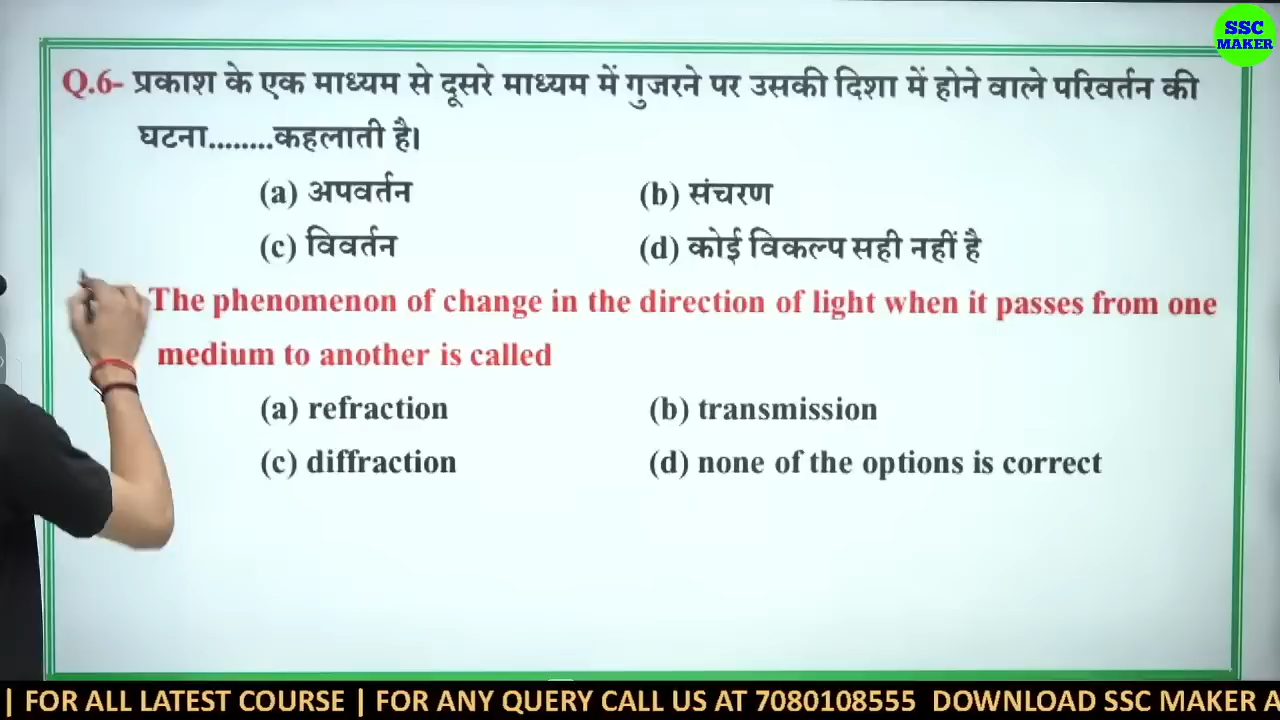 SSC
MAKER
Q.6- प्रकाश के एक माध्यम से दूसरे माध्यम में गुजरने पर उसकी दिशा में होने वाले परिवर्तन की
घटना........कहलाती है।
(a) अपवर्तन (b) संचरण
(c) विवर्तन (d) कोई विकल्प सही नहीं है
The phenomenon of change in the direction of light when it passes from one
medium to another is called
(a) refraction (b) transmission
(c) diffraction (d) none of the options is correct
| FOR ALL LATEST COURSE | FOR ANY QUERY CALL US AT 7080108555 DOWNLOAD SSC MAKER A